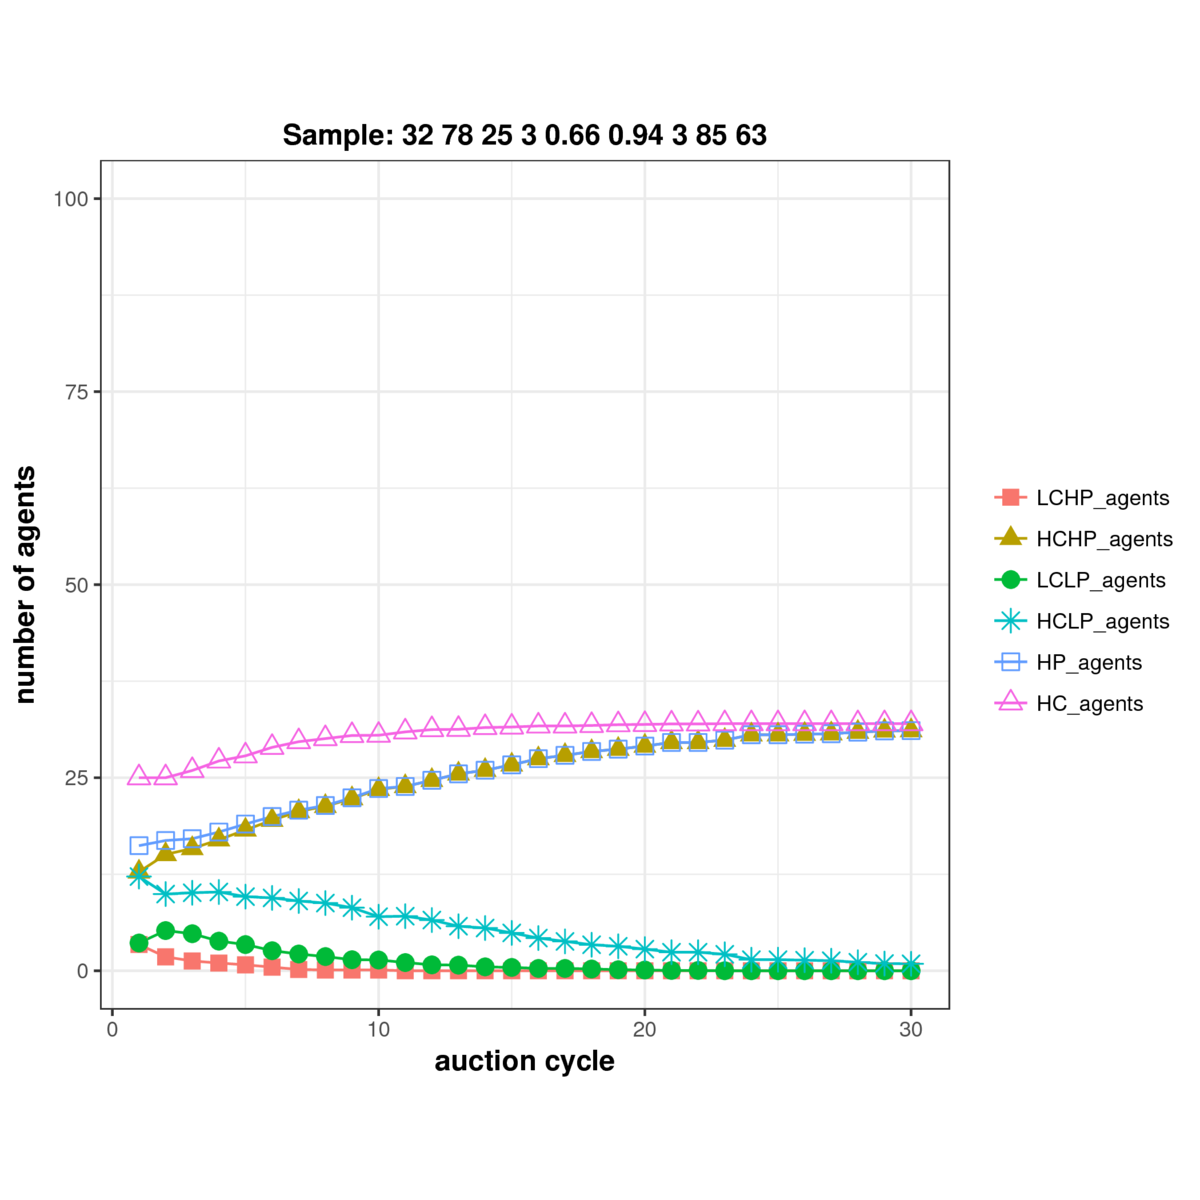 Sample: 32 78 25 3 0.66 0.94 3 85 63
100
75
50
25
0
number of agents
0 10 20 30
auction cycle
LCHP_agents
HCHP_agents
LCLP_agents
HCLP_agents
HP_agents
HC_agents